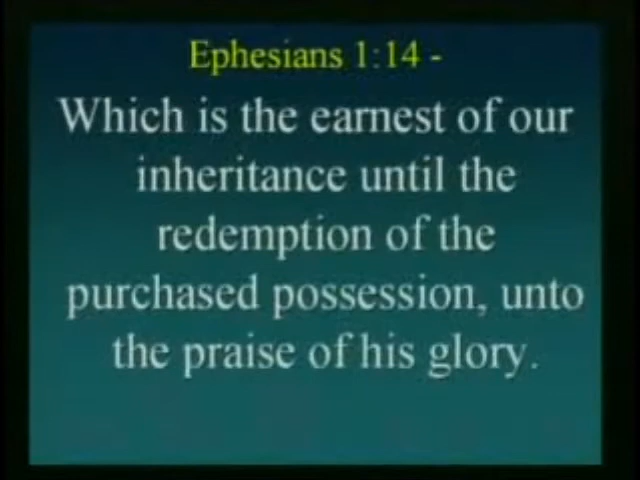 Ephesians 1:14 -
Which is the earnest of our
inheritance until the
redemption of the
purchased possession, unto
the praise of his glory.